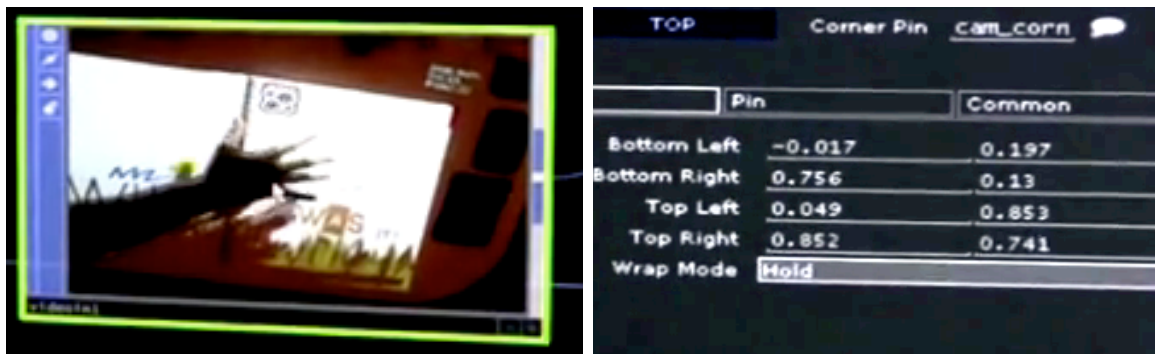 WAS
videoin1
TOP
Corner Pin cam_corn
Pin Common
Bottom Left -0.017 0.197
Bottom Right 0.756 0.13
Top Left 0.049 0.853
Top Right 0.852 0.741
Wrap Mode Hold